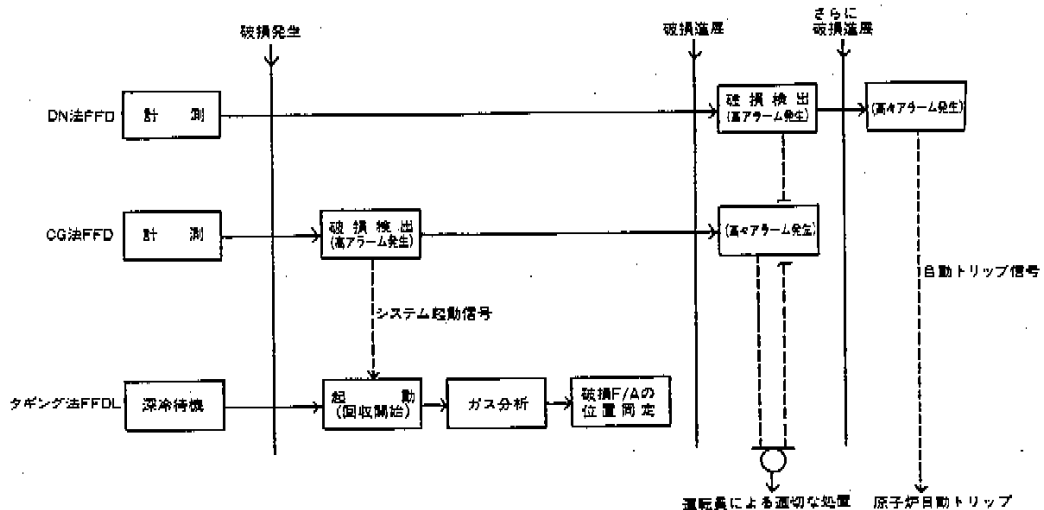 破損発生
破損進展
さらに
破損進展
DN法FFD
計 測
破 損 検 出
(高アラーム発生)
(高々アラーム発生)
CG法FFD
計 測
破 損 検 出
(高アラーム発生)
(高々アラーム発生)
自動トリップ信号
システム起動信号
タギング法FFDL
深冷待機
起 動
(回収開始)
ガス分析
破損F/Aの
位置同定
運転員による適切な処置
原子炉自動トリップ